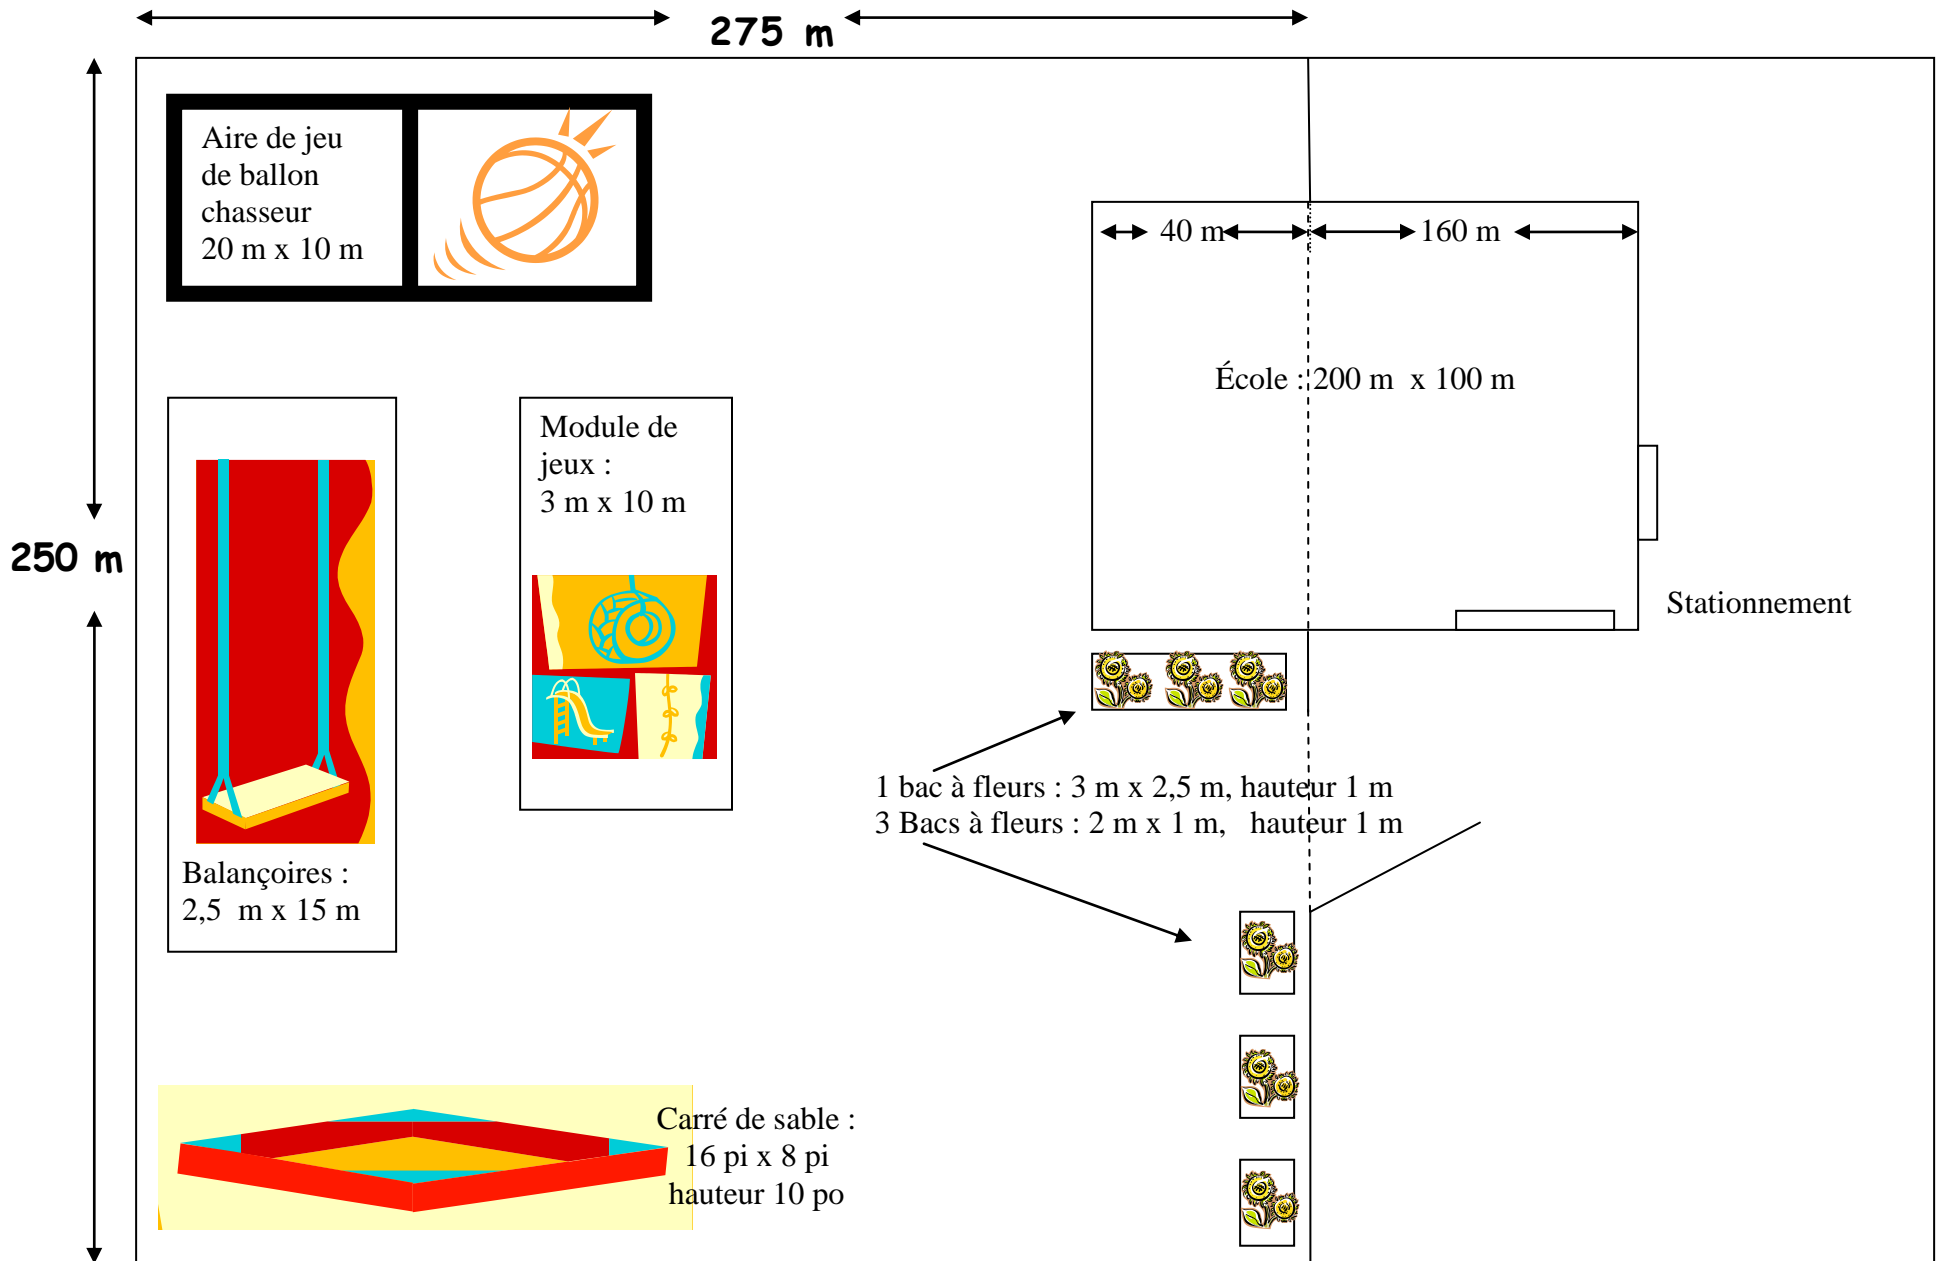 275 m
Aire de jeu
de ballon
chasseur
20 m x 10 m
40 m
160 m
École : 200 m x 100 m
Module de
jeux :
3 m x 10 m
250 m
Stationnement
1 bac à fleurs : 3 m x 2,5 m, hauteur 1 m
3 Bacs à fleurs : 2 m x 1 m, hauteur 1 m
Balançoires :
2,5 m x 15 m
Carré de sable :
16 pi x 8 pi
hauteur 10 po